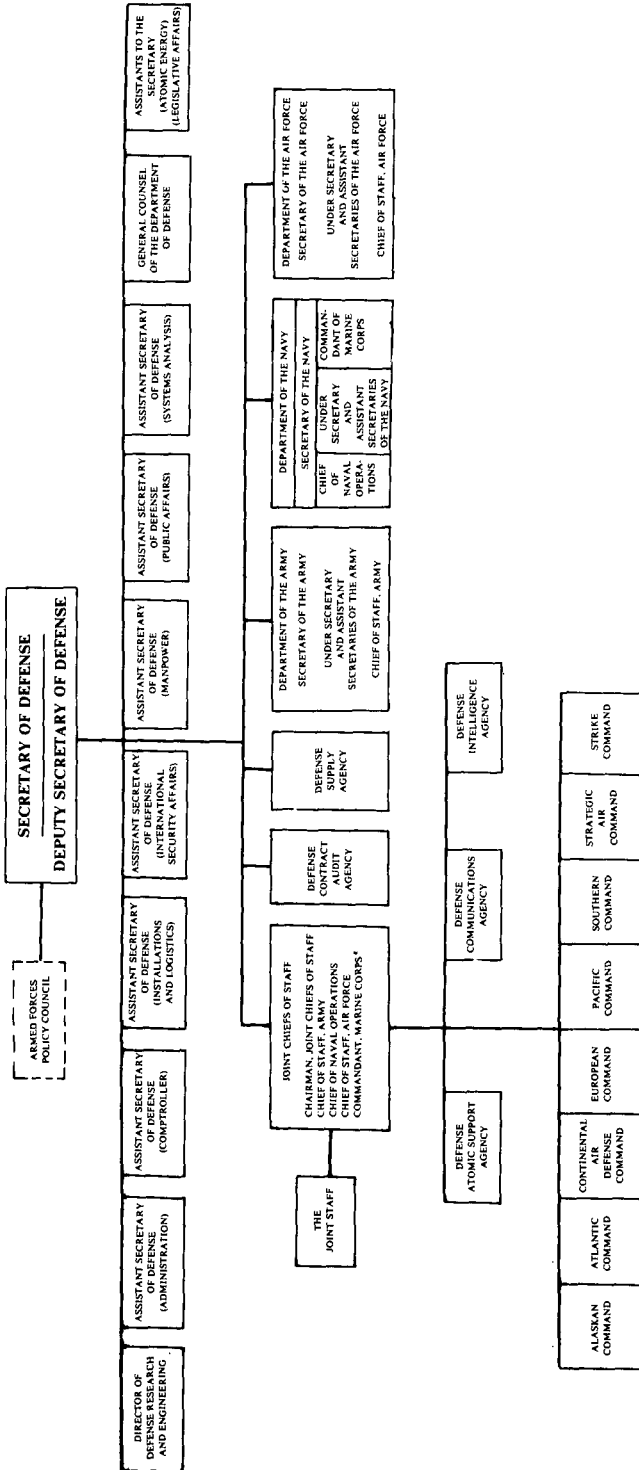 SECRETARY OF DEFENSE
DEPUTY SECRETARY OF DEFENSE
ARMED FORCES
POLICY COUNCIL
DIRECTOR OF
DEFENSE RESEARCH
AND ENGINEERING
ASSISTANT SECRETARY
OF DEFENSE
(ADMINISTRATION)
ASSISTANT SECRETARY
OF DEFENSE
(COMPTROLLER)
ASSISTANT SECRETARY
OF DEFENSE
(INSTALLATIONS
AND LOGISTICS)
ASSISTANT SECRETARY
OF DEFENSE
(INTERNATIONAL
SECURITY AFFAIRS)
ASSISTANT SECRETARY
OF DEFENSE
(MANPOWER)
ASSISTANT SECRETARY
OF DEFENSE
(PUBLIC AFFAIRS)
ASSISTANT SECRETARY
OF DEFENSE
(SYSTEMS ANALYSIS)
GENERAL COUNSEL
OF THE DEPARTMENT
OF DEFENSE
ASSISTANTS TO THE
SECRETARY
(ATOMIC ENERGY)
(LEGISLATIVE AFFAIRS)
THE
JOINT STAFF
JOINT CHIEFS OF STAFF
CHAIRMAN, JOINT CHIEFS OF STAFF
CHIEF OF STAFF, ARMY
CHIEF OF NAVAL OPERATIONS
CHIEF OF STAFF, AIR FORCE
COMMANDANT, MARINE CORPS*
DEFENSE
CONTRACT
AUDIT
AGENCY
DEFENSE
SUPPLY
AGENCY
DEPARTMENT OF THE ARMY
SECRETARY OF THE ARMY
UNDER SECRETARY
AND ASSISTANT
SECRETARIES OF THE ARMY
CHIEF OF STAFF, ARMY
DEPARTMENT OF THE NAVY
SECRETARY OF THE NAVY
CHIEF
OF
NAVAL
OPERA-
TIONS
UNDER
SECRETARY
AND
ASSISTANT
SECRETARIES
OF THE NAVY
COMMAN-
DANT OF
MARINE
CORPS
DEPARTMENT OF THE AIR FORCE
SECRETARY OF THE AIR FORCE
UNDER SECRETARY
AND ASSISTANT
SECRETARIES OF THE AIR FORCE
CHIEF OF STAFF, AIR FORCE
DEFENSE
ATOMIC SUPPORT
AGENCY
DEFENSE
COMMUNICATIONS
AGENCY
DEFENSE
INTELLIGENCE
AGENCY
ALASKAN
COMMAND
ATLANTIC
COMMAND
CONTINENTAL
AIR
DEFENSE
COMMAND
EUROPEAN
COMMAND
PACIFIC
COMMAND
SOUTHERN
COMMAND
STRATEGIC
AIR
COMMAND
STRIKE
COMMAND